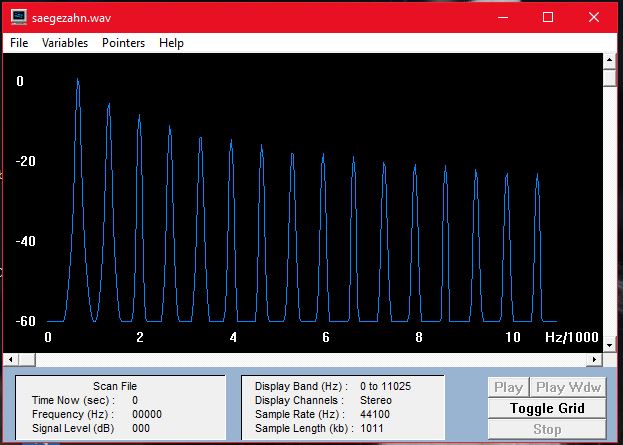 saegezahn.wav
File Variables Pointers Help
0
-20
-40
-60
0 2 4 6 8 10 Hz/1000
Scan File
Time Now (sec) : 0
Frequency (Hz) : 00000
Signal Level (dB) 000
Display Band (Hz) : 0 to 11025
Display Channels : Stereo
Sample Rate (Hz) : 44100
Sample Length (kb) : 1011
Play Play Wdw
Toggle Grid
Stop